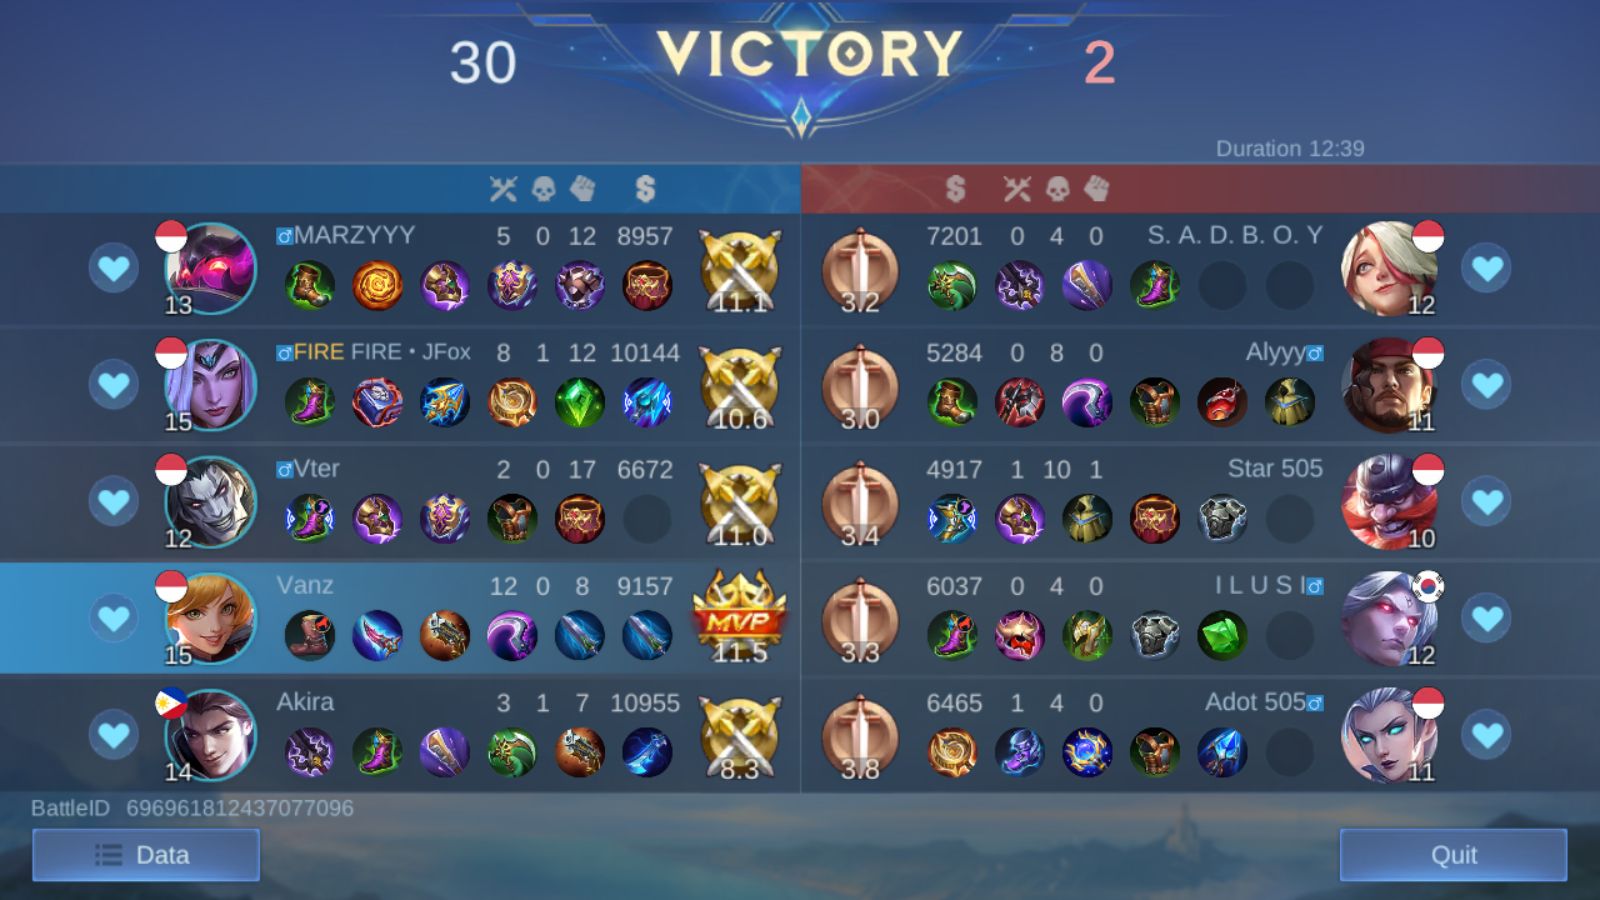 30 VICTORY 2
Duration 12:39
MARZYYY 5 0 12 8957
13 11.1
7201 0 4 0 S. A. D. B. O. Y
3.2 12
FIRE FIRE • JFox 8 1 12 10144
15 10.6
5284 0 8 0 Alyyy
3.0 11
Vter 2 0 17 6672
12 11.0
4917 1 10 1 Star 505
3.4 10
Vanz 12 0 8 9157
MVP
15 11.5
6037 0 4 0 I L U S I
3.3 12
Akira 3 1 7 10955
14 8.3
6465 1 4 0 Adot 505
3.8 11
BattleID 696961812437077096
Data
Quit